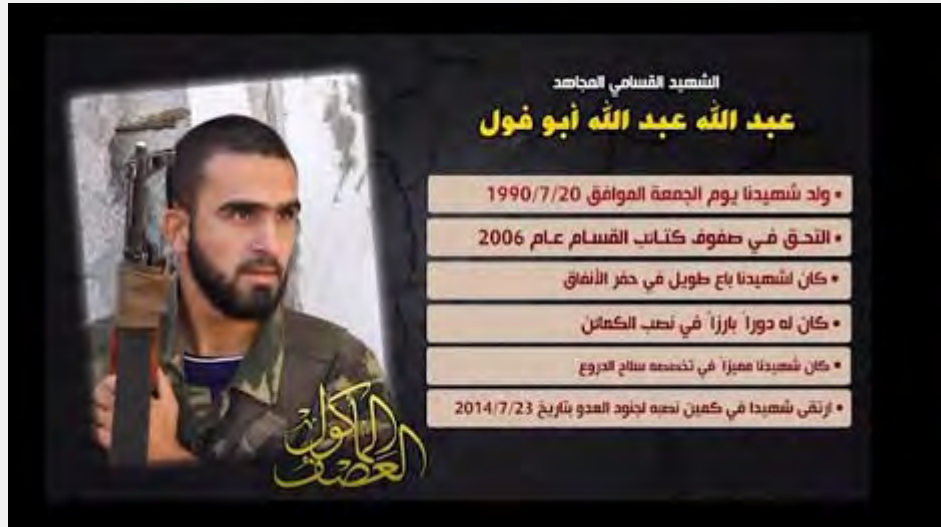 الشهيد القسامي المجاهد
عبد الله عبد الله أبو فول
• ولد شهيدنا يوم الجمعة الموافق 1990/7/20
• التحق في صفوف كتائب القسام عام 2006
• كان لشهيدنا باع طويل في حفر الأنفاق
• كان له دوراً بارزاً في نصب الكمائن
• كان شهيدنا مميزاً في تخصصه سلاح الدروع
• ارتقى شهيدا في كمين نصبه لجنود العدو بتاريخ 2014/7/23
العصف المأكول